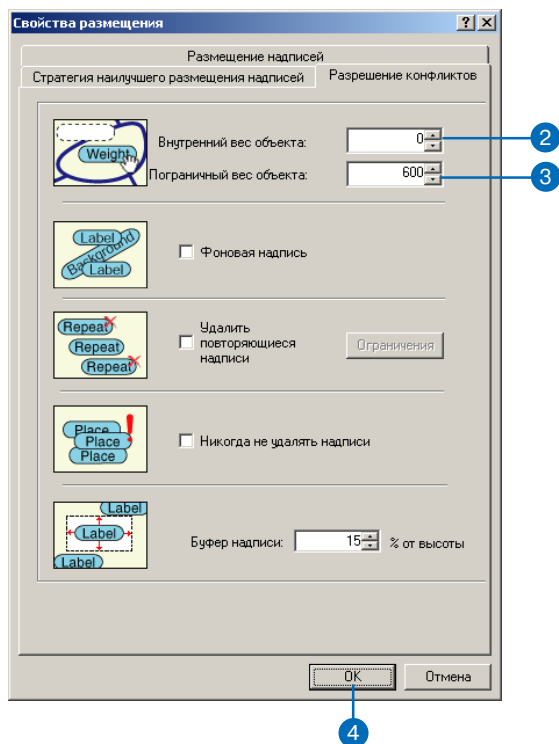 Свойства размещения
Размещение надписей
Стратегия наилучшего размещения надписей
Разрешение конфликтов
Weight
Внутренний вес объекта: 0
2
Пограничный вес объекта: 600
3
Label
Background
Label
Фоновая надпись
Repeat
Repeat
Repeat
Удалить
повторяющиеся
надписи
Ограничения
Place
Place
Place
Никогда не удалять надписи
Label
Label
Label
Буфер надписи: 15 % от высоты
OK
Отмена
4